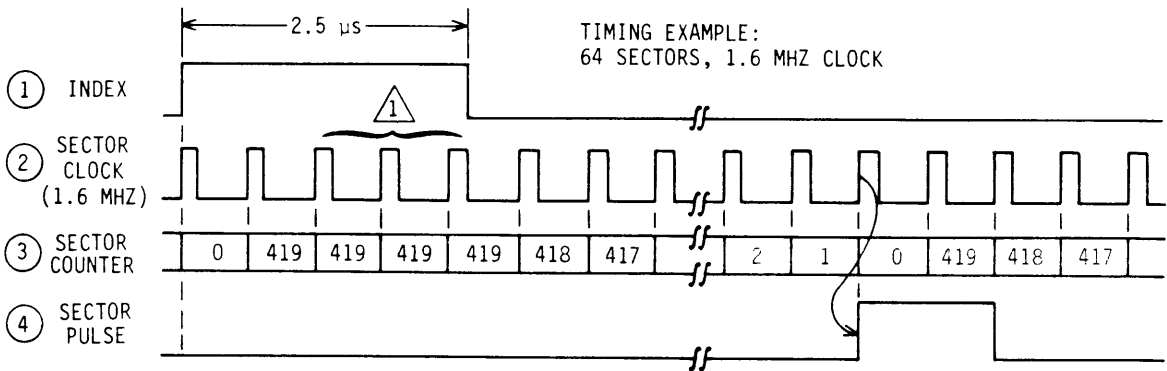 2.5 µs
TIMING EXAMPLE:
64 SECTORS, 1.6 MHZ CLOCK
1 INDEX
1
2 SECTOR
CLOCK
(1.6 MHZ)
3 SECTOR
COUNTER
0 419 419 419 419 418 417 2 1 0 419 418 417
4 SECTOR
PULSE